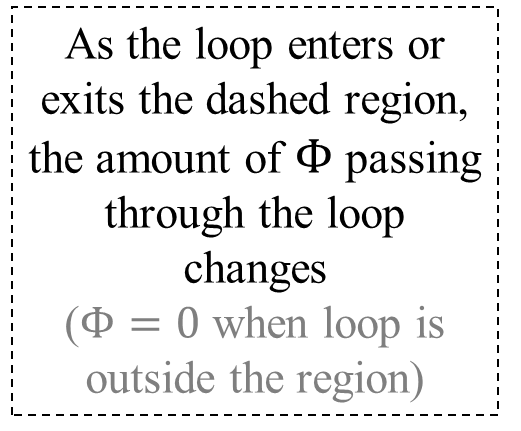 As the loop enters or
exits the dashed region,
the amount of Φ passing
through the loop
changes
(Φ = 0 when loop is
outside the region)